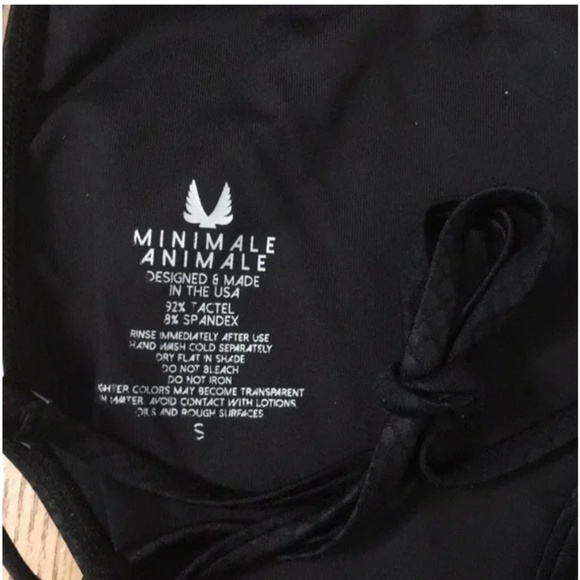 MINIMALE
ANIMALE
DESIGNED & MADE
IN THE USA
92% TACTEL
8% SPANDEX
RINSE IMMEDIATELY AFTER USE
HAND WASH COLD SEPARATELY
DRY FLAT IN SHADE
DO NOT BLEACH
DO NOT IRON
GHTER COLORS MAY BECOME TRANSPARENT
IN WATER. AVOID CONTACT WITH LOTIONS,
OILS AND ROUGH SURFACES
S